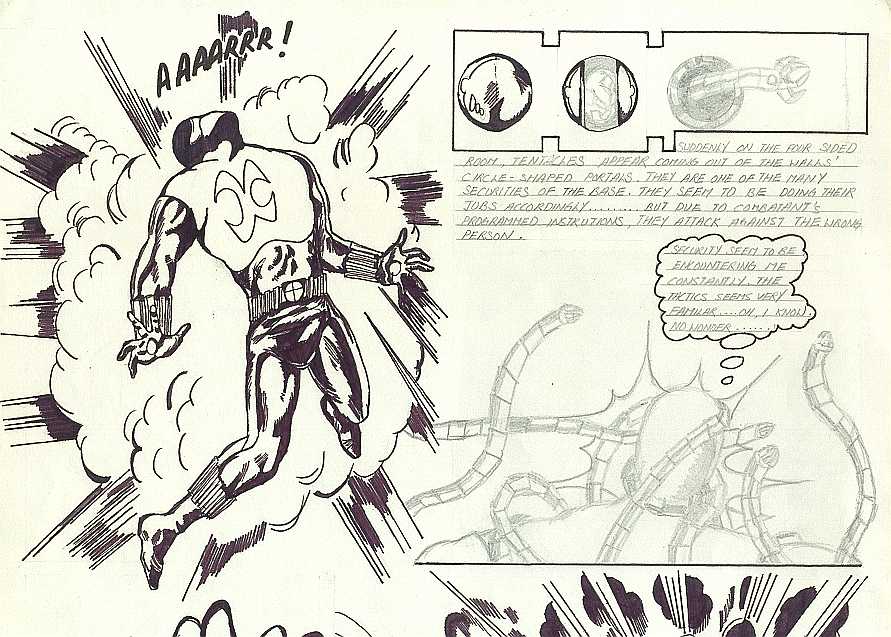 AAAARRR!
SUDDENLY ON THE FOUR SIDED
ROOM, TENTACLES APPEAR COMING OUT OF THE WALLS'
CIRCLE-SHAPED PORTALS. THEY ARE ONE OF THE MANY
SECURITIES OF THE BASE. THEY SEEM TO BE DOING THEIR
JOBS ACCORDINGLY......... BUT DUE TO COMBATANT'S
PROGRAMMED INSTRUTIONS, THEY ATTACK AGAINST THE WRONG
PERSON.
SECURITY SEEM TO BE
ENCOUNTERING ME
CONSTANTLY. THE
TACTICS SEEMS VERY
FAMILAR....OH, I KNOW.
NO WONDER.......